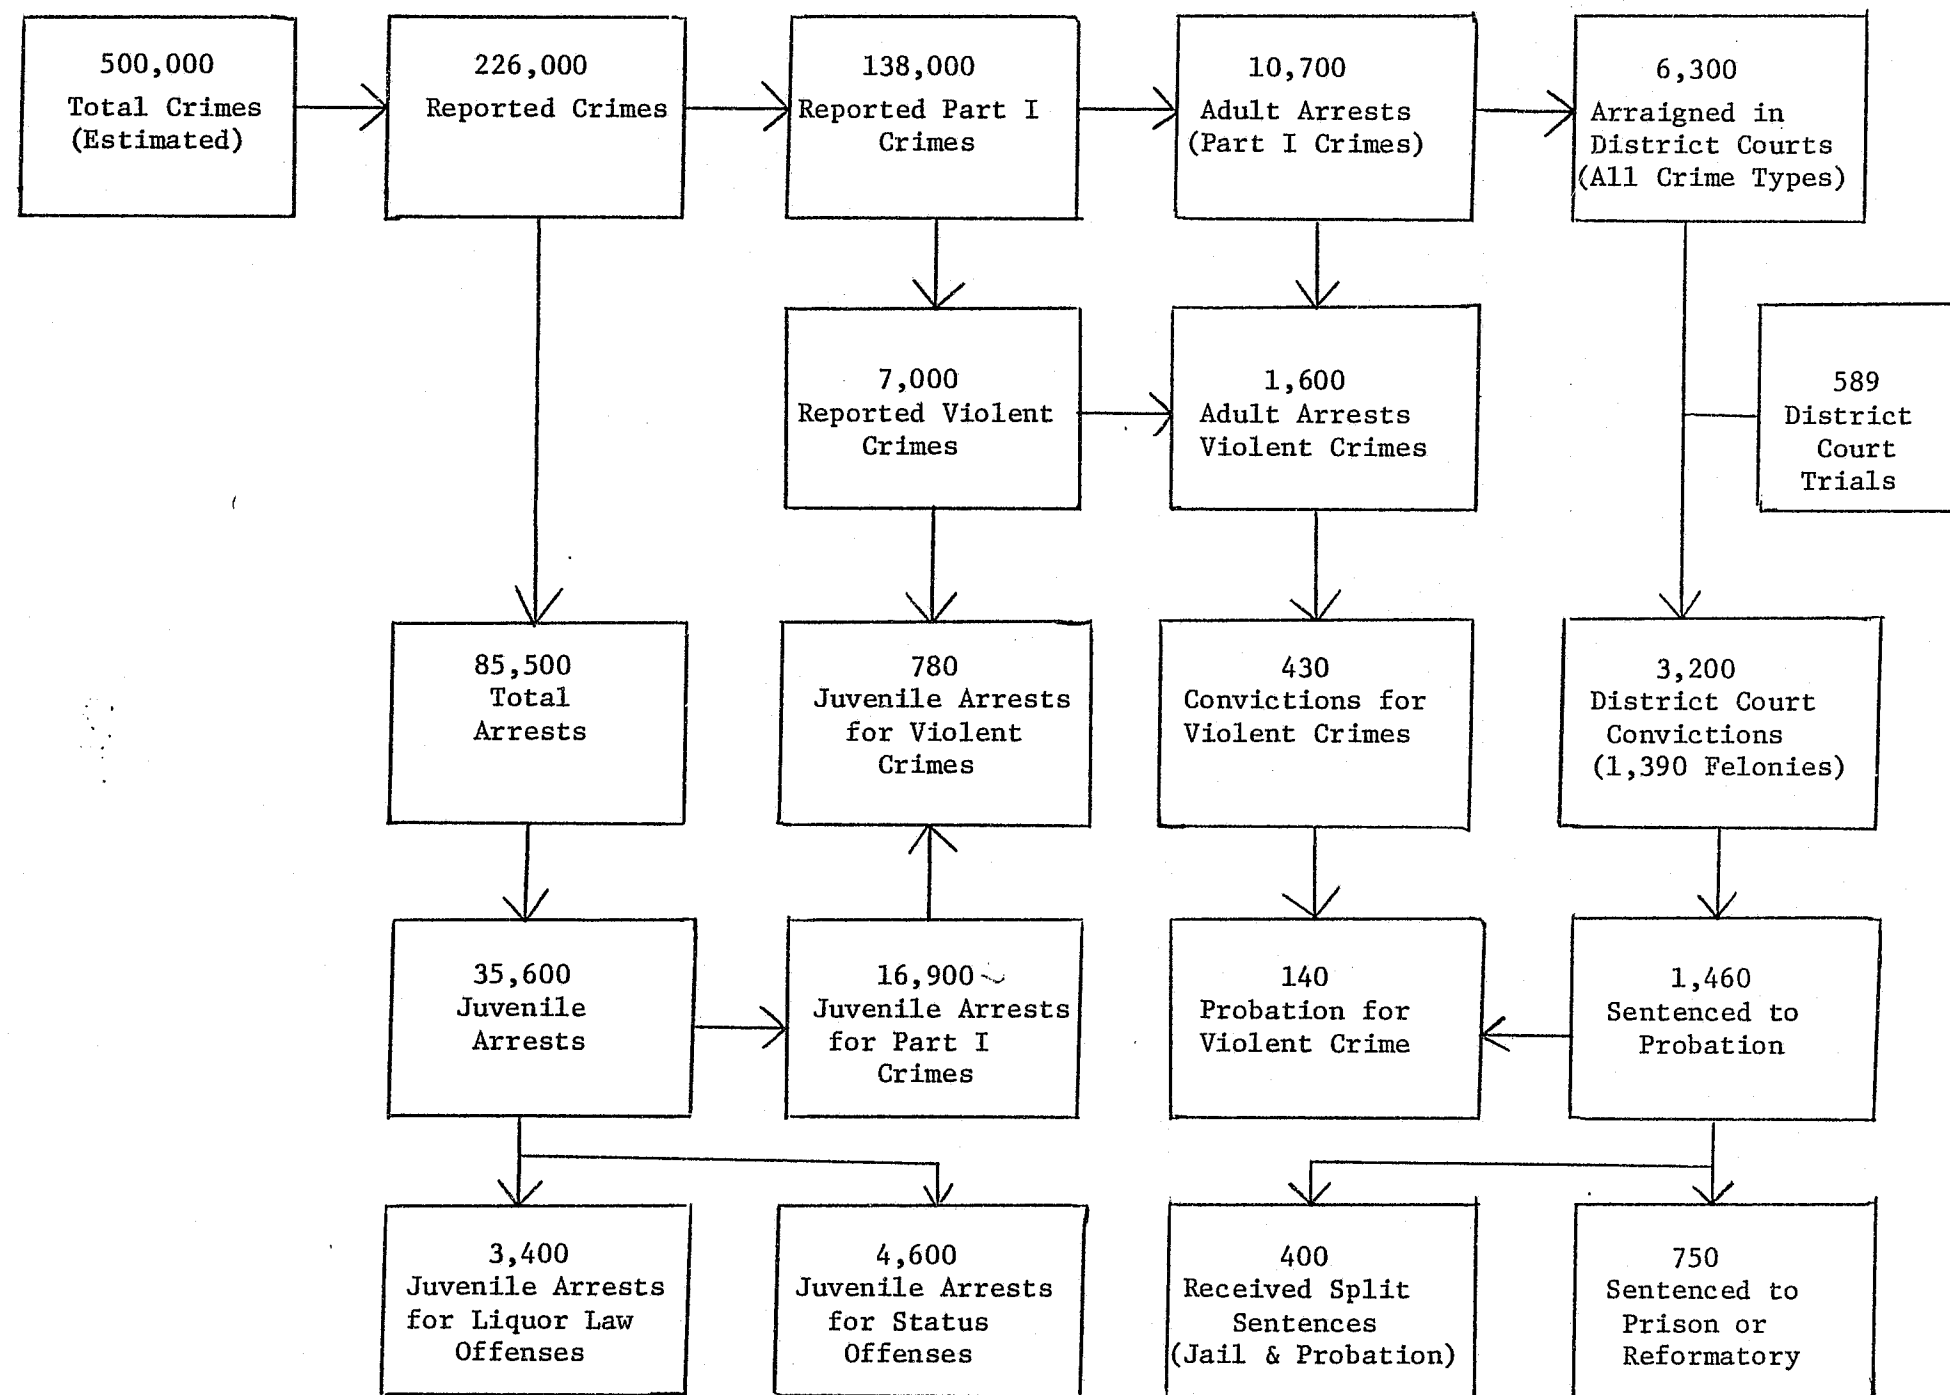 500,000
Total Crimes
(Estimated)
226,000
Reported Crimes
138,000
Reported Part I
Crimes
10,700
Adult Arrests
(Part I Crimes)
6,300
Arraigned in
District Courts
(All Crime Types)
7,000
Reported Violent
Crimes
1,600
Adult Arrests
Violent Crimes
589
District
Court
Trials
85,500
Total
Arrests
780
Juvenile Arrests
for Violent
Crimes
430
Convictions for
Violent Crimes
3,200
District Court
Convictions
(1,390 Felonies)
35,600
Juvenile
Arrests
16,900
Juvenile Arrests
for Part I
Crimes
140
Probation for
Violent Crime
1,460
Sentenced to
Probation
3,400
Juvenile Arrests
for Liquor Law
Offenses
4,600
Juvenile Arrests
for Status
Offenses
400
Received Split
Sentences
(Jail & Probation)
750
Sentenced to
Prison or
Reformatory